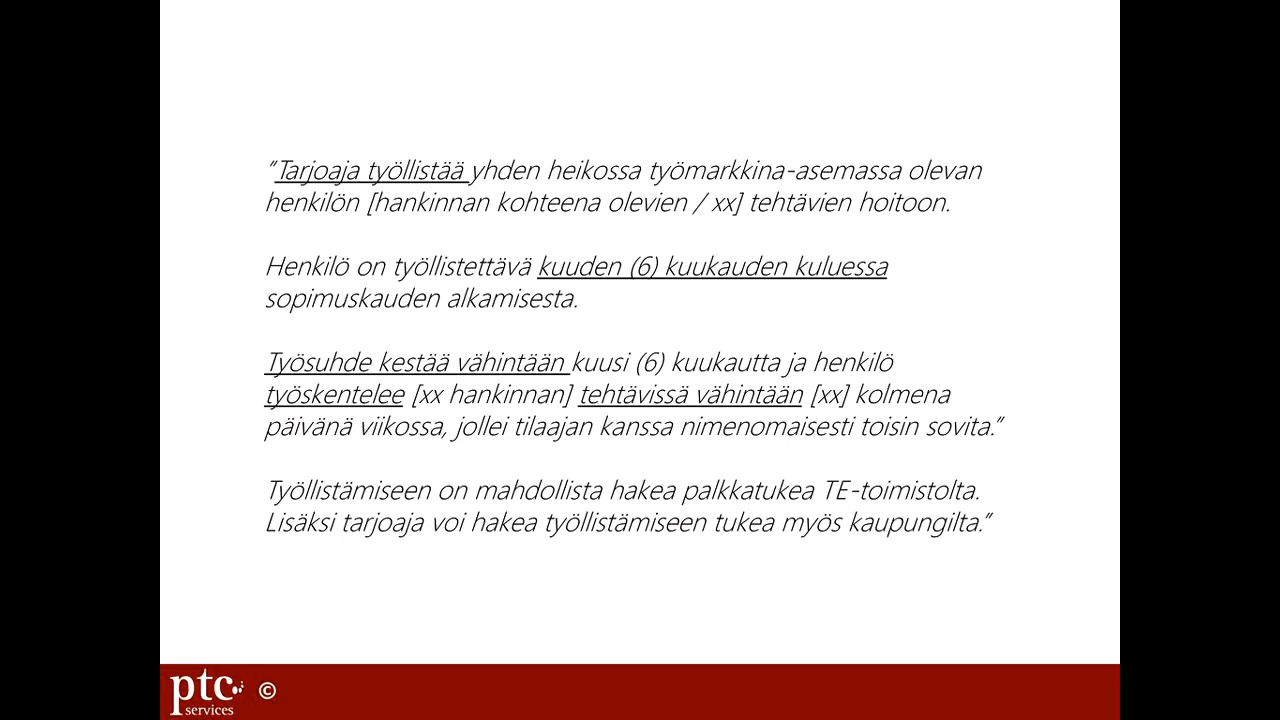 ”Tarjoaja työllistää yhden heikossa työmarkkina-asemassa olevan
henkilön [hankinnan kohteena olevien / xx] tehtävien hoitoon.
Henkilö on työllistettävä kuuden (6) kuukauden kuluessa
sopimuskauden alkamisesta.
Työsuhde kestää vähintään kuusi (6) kuukautta ja henkilö
työskentelee [xx hankinnan] tehtävissä vähintään [xx] kolmena
päivänä viikossa, jollei tilaajan kanssa nimenomaisesti toisin sovita.”
Työllistämiseen on mahdollista hakea palkkatukea TE-toimistolta.
Lisäksi tarjoaja voi hakea työllistämiseen tukea myös kaupungilta.”
ptc
services
©